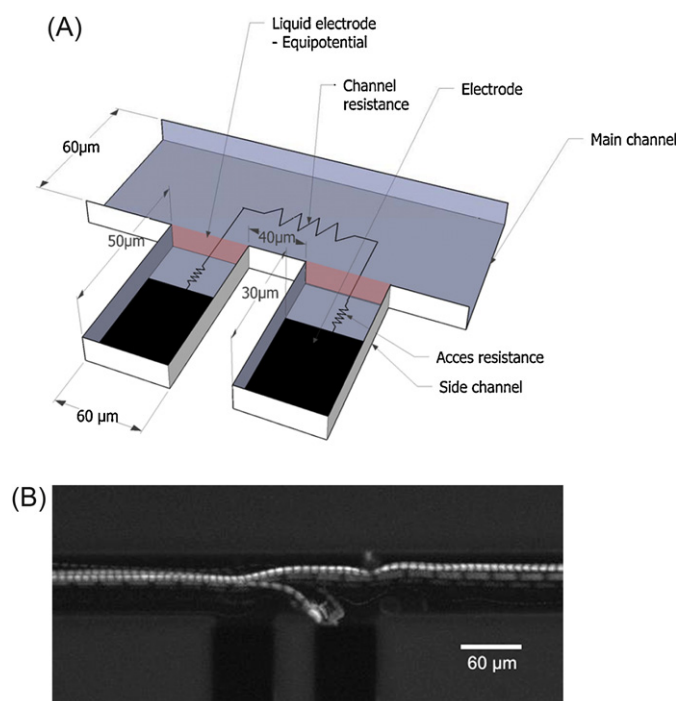 (A)
Liquid electrode
- Equipotential
Channel
resistance
Electrode
Main channel
60µm
50µm
40µm
30µm
Acces resistance
Side channel
60 µm
(B)
60 µm